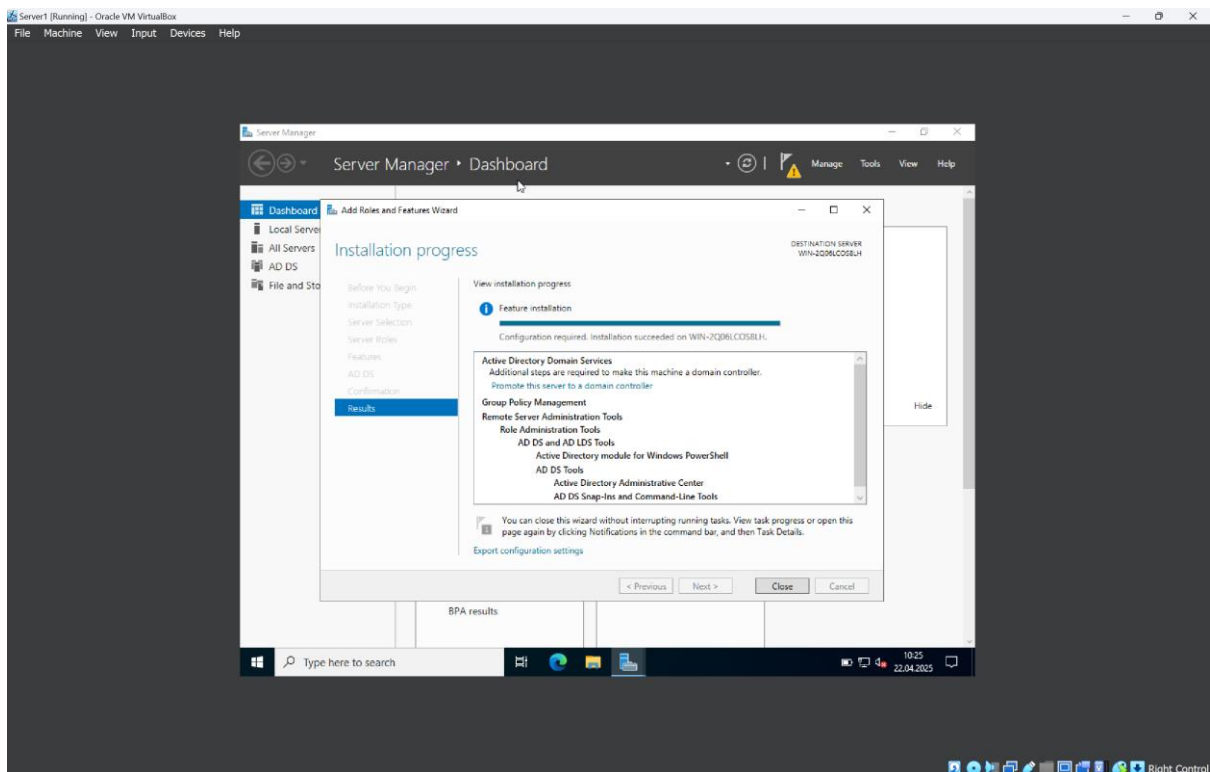 Server1 [Running] - Oracle VM VirtualBox
File Machine View Input Devices Help
Server Manager
Server Manager • Dashboard
Manage Tools View Help
Dashboard
Local Serve
All Servers
AD DS
File and Sto
Add Roles and Features Wizard
Installation progress
DESTINATION SERVER
WIN-2Q06LCOS8LH
Before You Begin
Installation Type
Server Selection
Server Roles
Features
AD DS
Confirmation
Results
View installation progress
Feature installation
Configuration required. Installation succeeded on WIN-2Q06LCOS8LH.
Active Directory Domain Services
Additional steps are required to make this machine a domain controller.
Promote this server to a domain controller
Group Policy Management
Remote Server Administration Tools
Role Administration Tools
AD DS and AD LDS Tools
Active Directory module for Windows PowerShell
AD DS Tools
Active Directory Administrative Center
AD DS Snap-Ins and Command-Line Tools
You can close this wizard without interrupting running tasks. View task progress or open this
page again by clicking Notifications in the command bar, and then Task Details.
Export configuration settings
< Previous Next > Close Cancel
Hide
BPA results
Type here to search
10:25
22.04.2025
Right Control